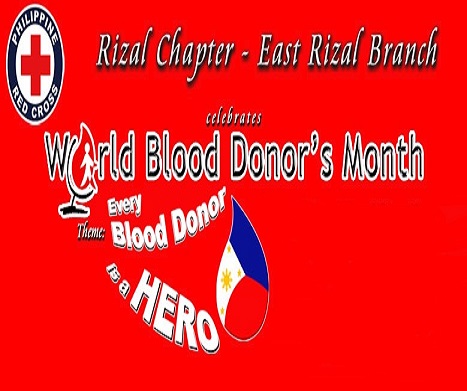 PHILIPPINE
RED CROSS
Rizal Chapter - East Rizal Branch
celebrates
World Blood Donor's Month
Theme:
Every
Blood Donor
is a
HERO